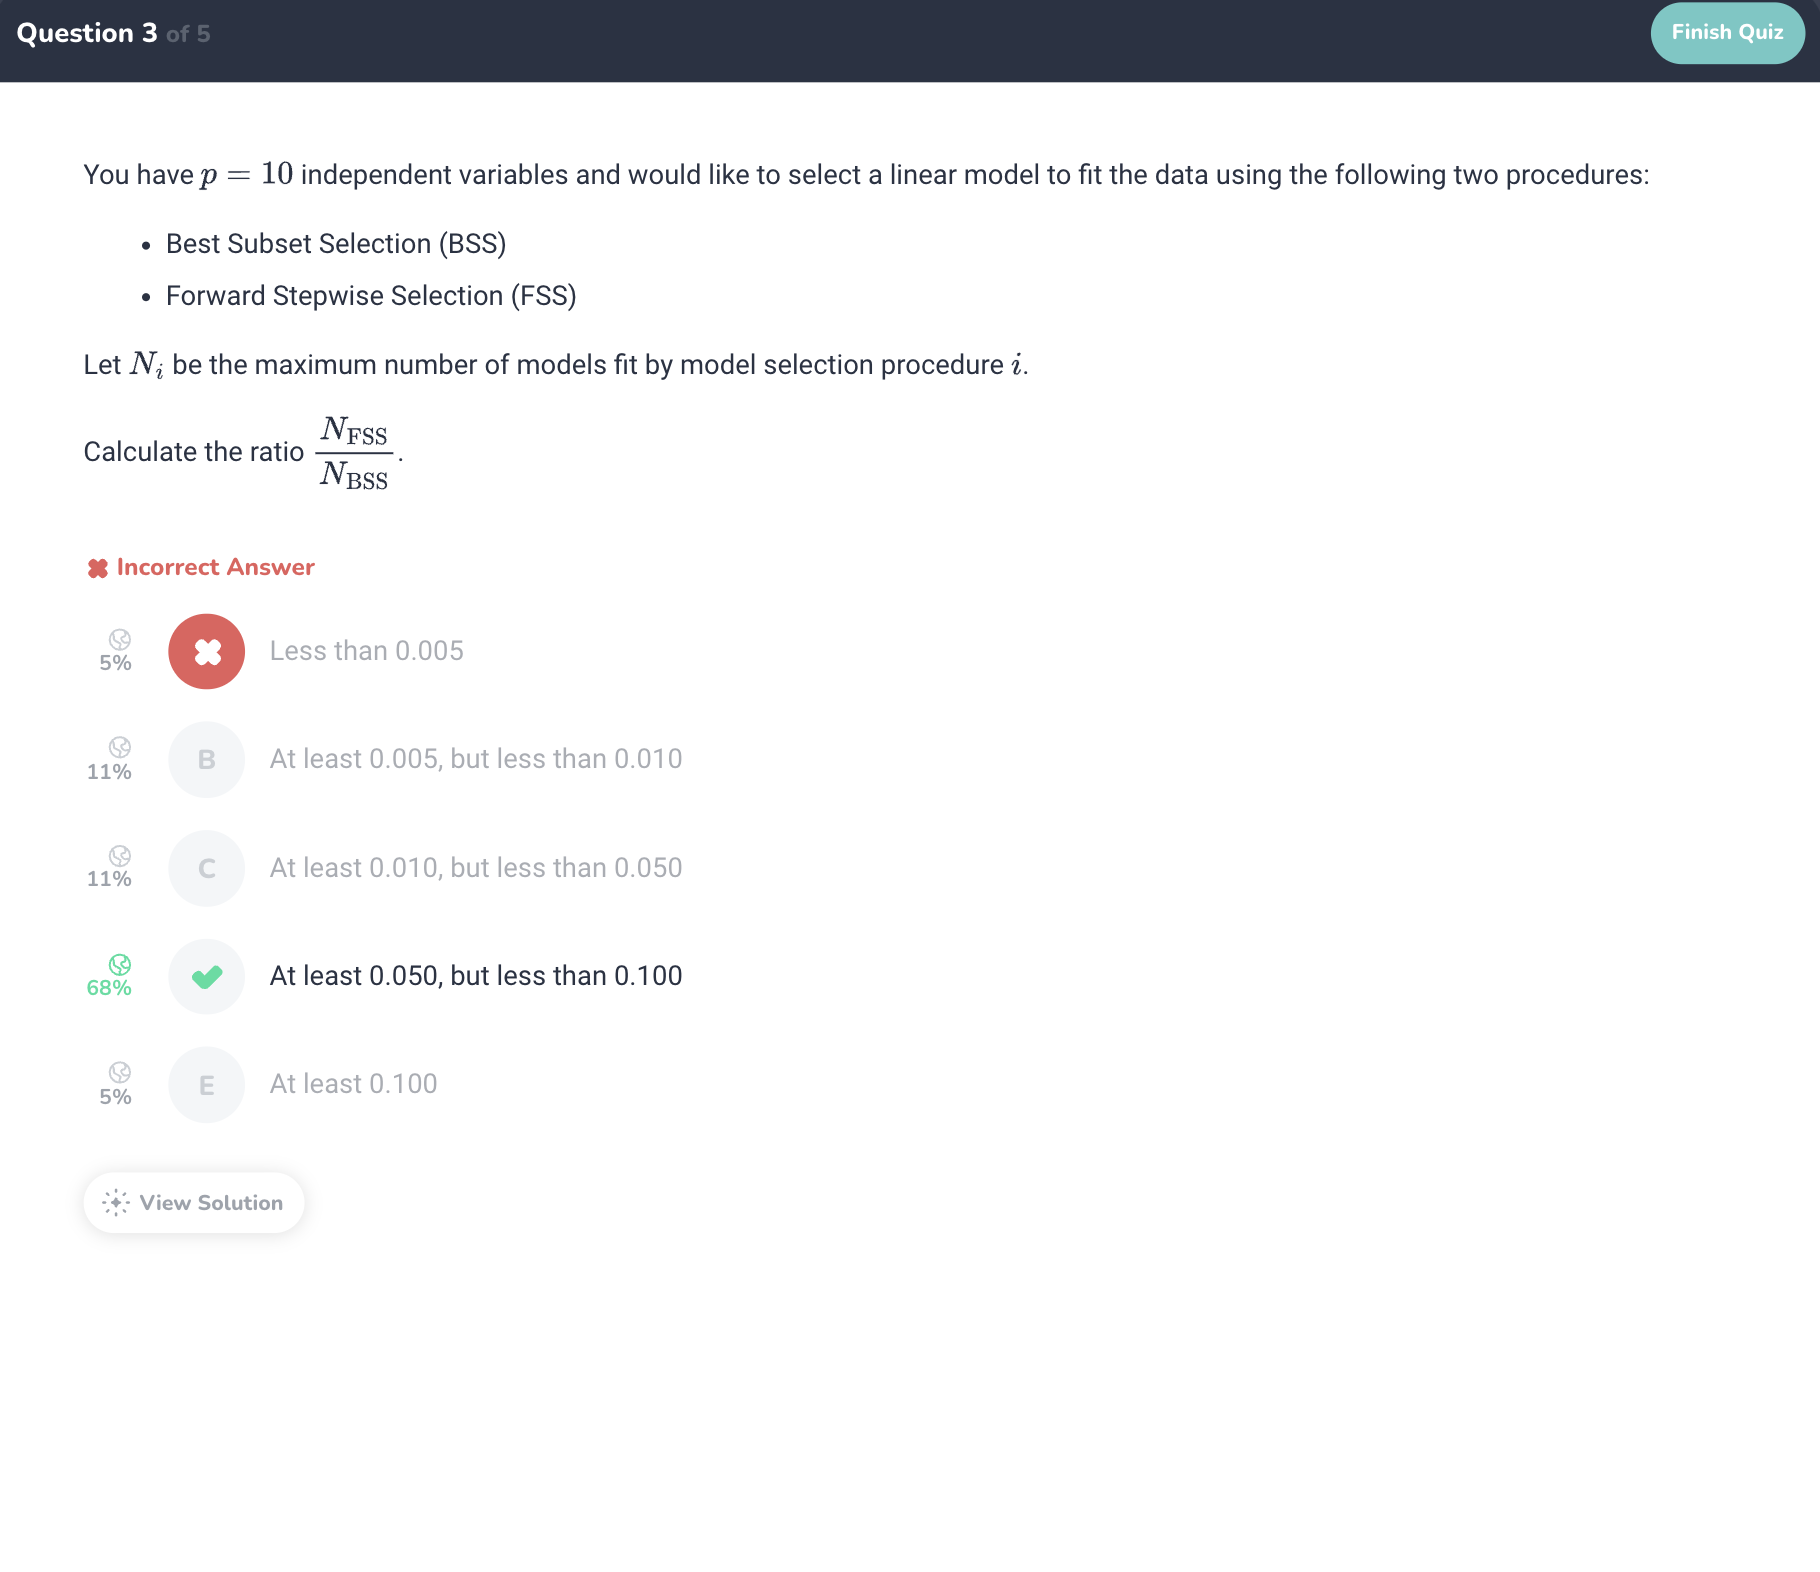 Question 3 of 5
Finish Quiz
You have p = 10 independent variables and would like to select a linear model to fit the data using the following two procedures:
• Best Subset Selection (BSS)
• Forward Stepwise Selection (FSS)
Let N_i be the maximum number of models fit by model selection procedure i.
Calculate the ratio N_FSS / N_BSS.
Incorrect Answer
5% Less than 0.005
11% B At least 0.005, but less than 0.010
11% C At least 0.010, but less than 0.050
68% At least 0.050, but less than 0.100
5% E At least 0.100
View Solution